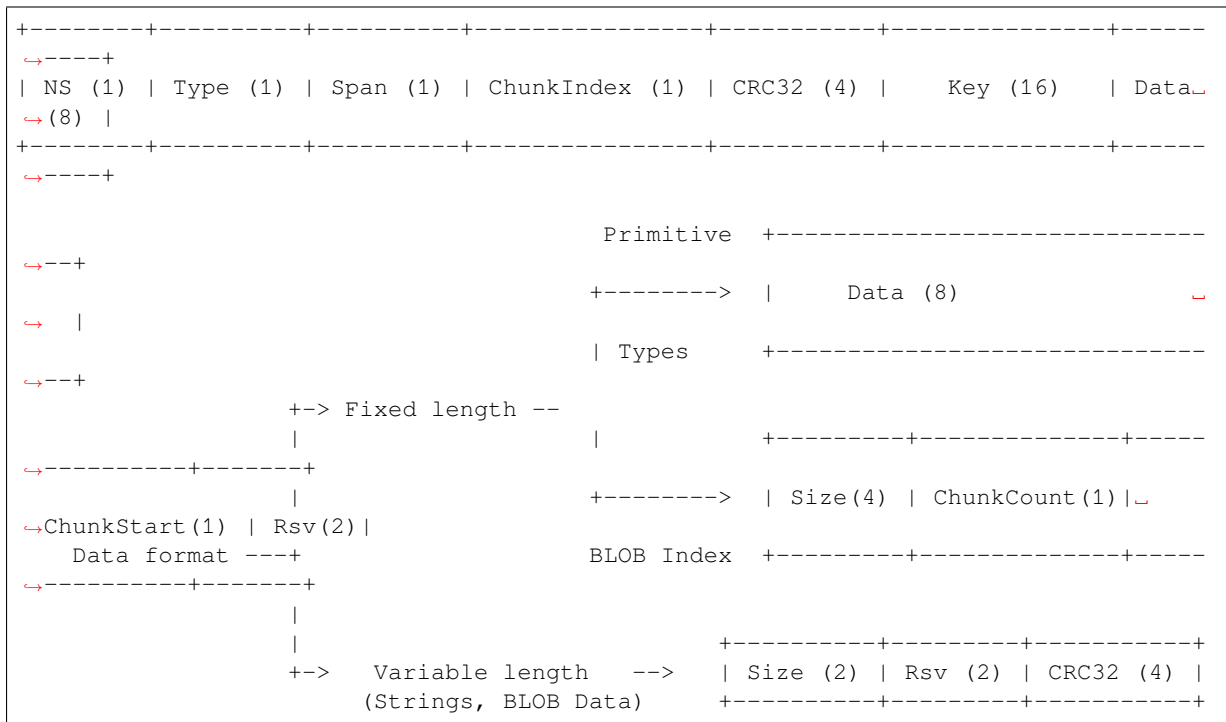 +--------+----------+----------+---------------+-----------+--------------+------
↪----+
| NS (1) | Type (1) | Span (1) | ChunkIndex (1) | CRC32 (4) |    Key (16)   | Data␣
↪(8) |
+--------+----------+----------+---------------+-----------+--------------+------
↪----+
                                         Primitive  +------------------------------
↪--+
                                        +-------->  |     Data (8)                ␣
↪  |
                                        | Types     +------------------------------
↪--+
                   +-> Fixed length --
                   |                    |           +---------+--------------+-----
↪----------+-------+
                   |                    +-------->  | Size(4) | ChunkCount(1)|␣
↪ChunkStart(1) | Rsv(2)|
    Data format ---+                    BLOB Index  +---------+--------------+-----
↪----------+-------+
                   |
                   |                             +----------+---------+-----------+
                   +->   Variable length   -->   | Size (2) | Rsv (2) | CRC32 (4) |
                        (Strings, BLOB Data)     +----------+---------+-----------+